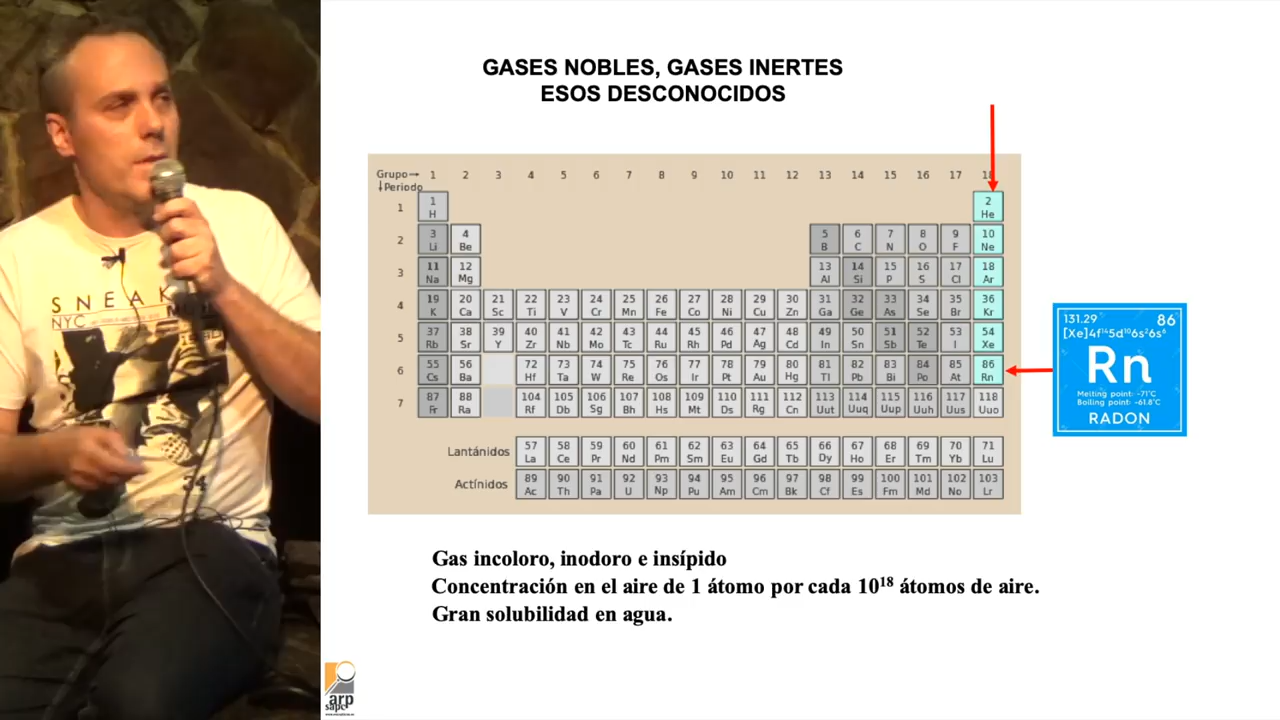 GASES NOBLES, GASES INERTES
ESOS DESCONOCIDOS
Grupo→ 1 2 3 4 5 6 7 8 9 10 11 12 13 14 15 16 17 18
↓Periodo
1 2
1 H He
3 4 5 6 7 8 9 10
2 Li Be B C N O F Ne
11 12 13 14 15 16 17 18
3 Na Mg Al Si P S Cl Ar
19 20 21 22 23 24 25 26 27 28 29 30 31 32 33 34 35 36
4 K Ca Sc Ti V Cr Mn Fe Co Ni Cu Zn Ga Ge As Se Br Kr
37 38 39 40 41 42 43 44 45 46 47 48 49 50 51 52 53 54
5 Rb Sr Y Zr Nb Mo Tc Ru Rh Pd Ag Cd In Sn Sb Te I Xe
55 56 72 73 74 75 76 77 78 79 80 81 82 83 84 85 86
6 Cs Ba Hf Ta W Re Os Ir Pt Au Hg Tl Pb Bi Po At Rn
87 88 104 105 106 107 108 109 110 111 112 113 114 115 116 117 118
7 Fr Ra Rf Db Sg Bh Hs Mt Ds Rg Cn Uut Uuq Uup Uuh Uus Uuo
57 58 59 60 61 62 63 64 65 66 67 68 69 70 71
Lantánidos La Ce Pr Nd Pm Sm Eu Gd Tb Dy Ho Er Tm Yb Lu
89 90 91 92 93 94 95 96 97 98 99 100 101 102 103
Actínidos Ac Th Pa U Np Pu Am Cm Bk Cf Es Fm Md No Lr
131.29 86
[Xe]4f¹⁴5d¹⁰6s²6s⁶
Rn
Melting point: -71°C
Boiling point: -61.8°C
RADON
Gas incoloro, inodoro e insípido
Concentración en el aire de 1 átomo por cada 10¹⁸ átomos de aire.
Gran solubilidad en agua.
arp
sapc
SNEAK
NYC
34